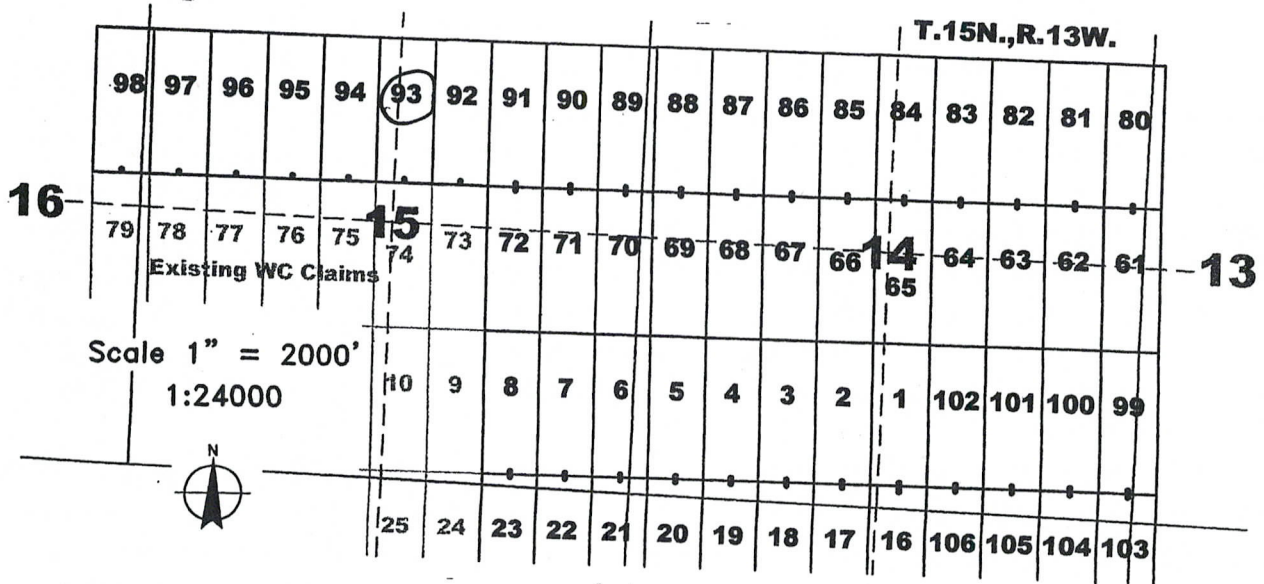 T.15N.,R.13W.
98 97 96 95 94 93 92 91 90 89 88 87 86 85 84 83 82 81 80
16 15 14 13
79 78 77 76 75 74 73 72 71 70 69 68 67 66 65 64 63 62 61
Existing WC Claims
Scale 1" = 2000'
1:24000
10 9 8 7 6 5 4 3 2 1 102 101 100 99
N
25 24 23 22 21 20 19 18 17 16 106 105 104 103